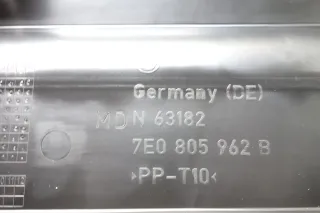 Germany (DE)
MD N 63182
7E0 805 962 B
>PP-T10<